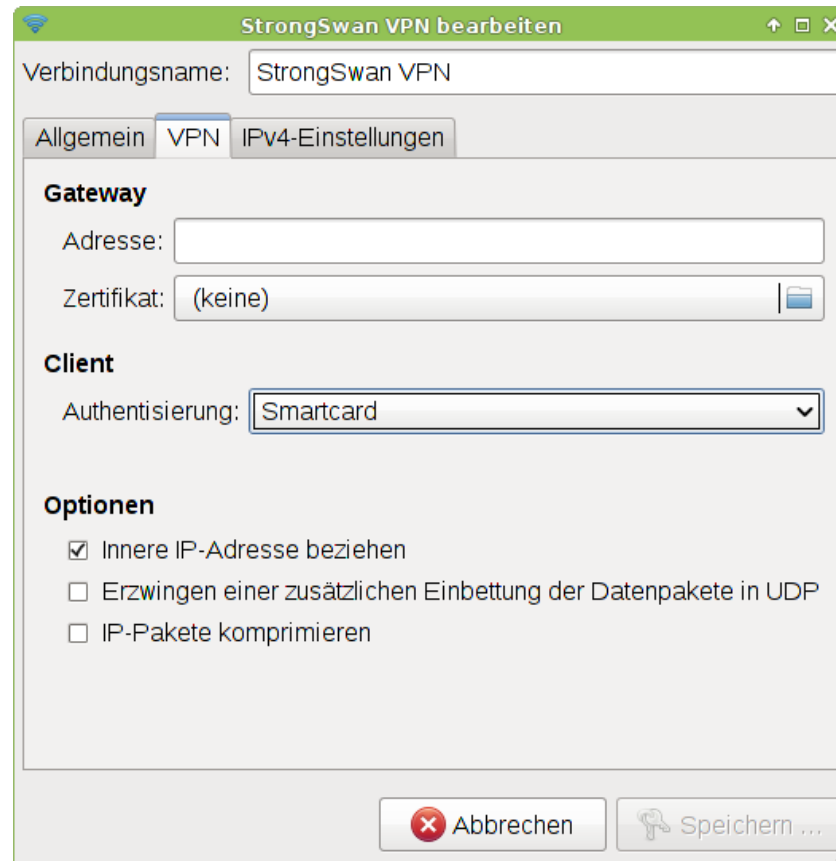 StrongSwan VPN bearbeiten
Verbindungsname: StrongSwan VPN
Allgemein VPN IPv4-Einstellungen
Gateway
Adresse:
Zertifikat: (keine)
Client
Authentisierung: Smartcard
Optionen
Innere IP-Adresse beziehen
Erzwingen einer zusätzlichen Einbettung der Datenpakete in UDP
IP-Pakete komprimieren
Abbrechen Speichern ...